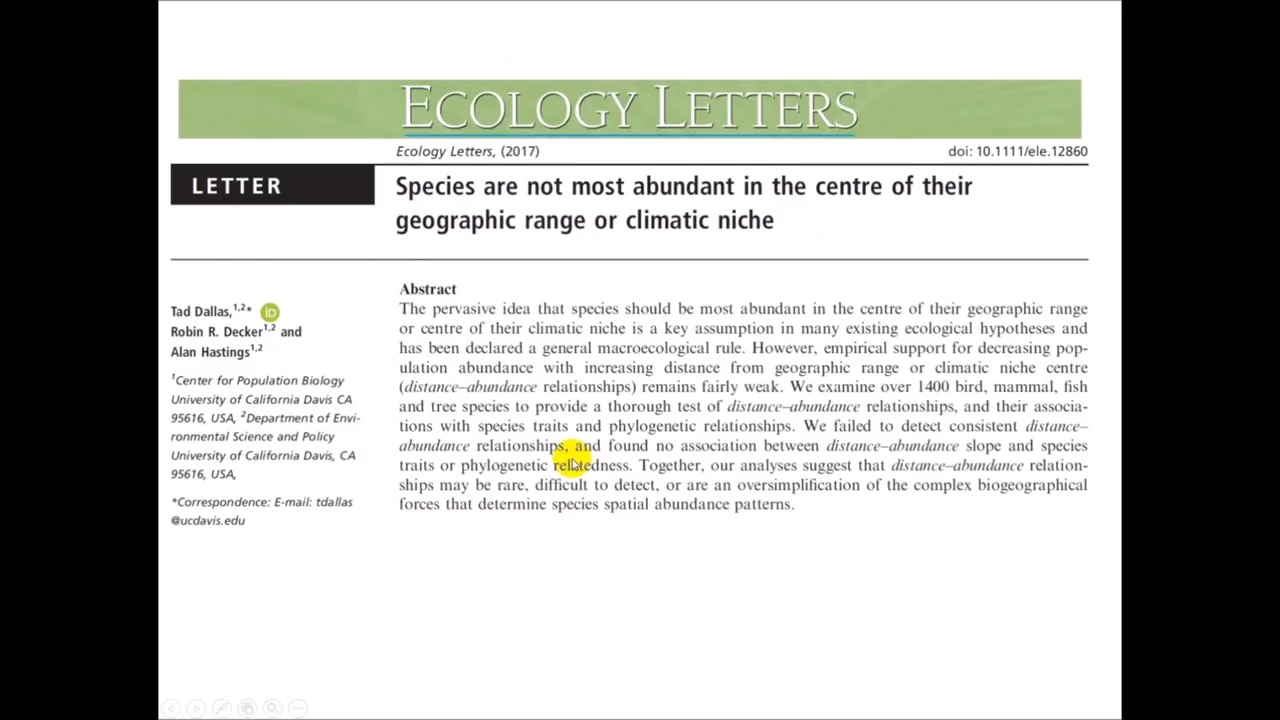 ECOLOGY LETTERS
Ecology Letters, (2017)
doi: 10.1111/ele.12860
LETTER
Species are not most abundant in the centre of their
geographic range or climatic niche
Tad Dallas,1,2* iD
Robin R. Decker1,2 and
Alan Hastings1,2
1Center for Population Biology
University of California Davis CA
95616, USA, 2Department of Envi-
ronmental Science and Policy
University of California Davis, CA
95616, USA,
*Correspondence: E-mail: tdallas
@ucdavis.edu
Abstract
The pervasive idea that species should be most abundant in the centre of their geographic range
or centre of their climatic niche is a key assumption in many existing ecological hypotheses and
has been declared a general macroecological rule. However, empirical support for decreasing pop-
ulation abundance with increasing distance from geographic range or climatic niche centre
(distance–abundance relationships) remains fairly weak. We examine over 1400 bird, mammal, fish
and tree species to provide a thorough test of distance–abundance relationships, and their associa-
tions with species traits and phylogenetic relationships. We failed to detect consistent distance–
abundance relationships, and found no association between distance–abundance slope and species
traits or phylogenetic relatedness. Together, our analyses suggest that distance–abundance relation-
ships may be rare, difficult to detect, or are an oversimplification of the complex biogeographical
forces that determine species spatial abundance patterns.